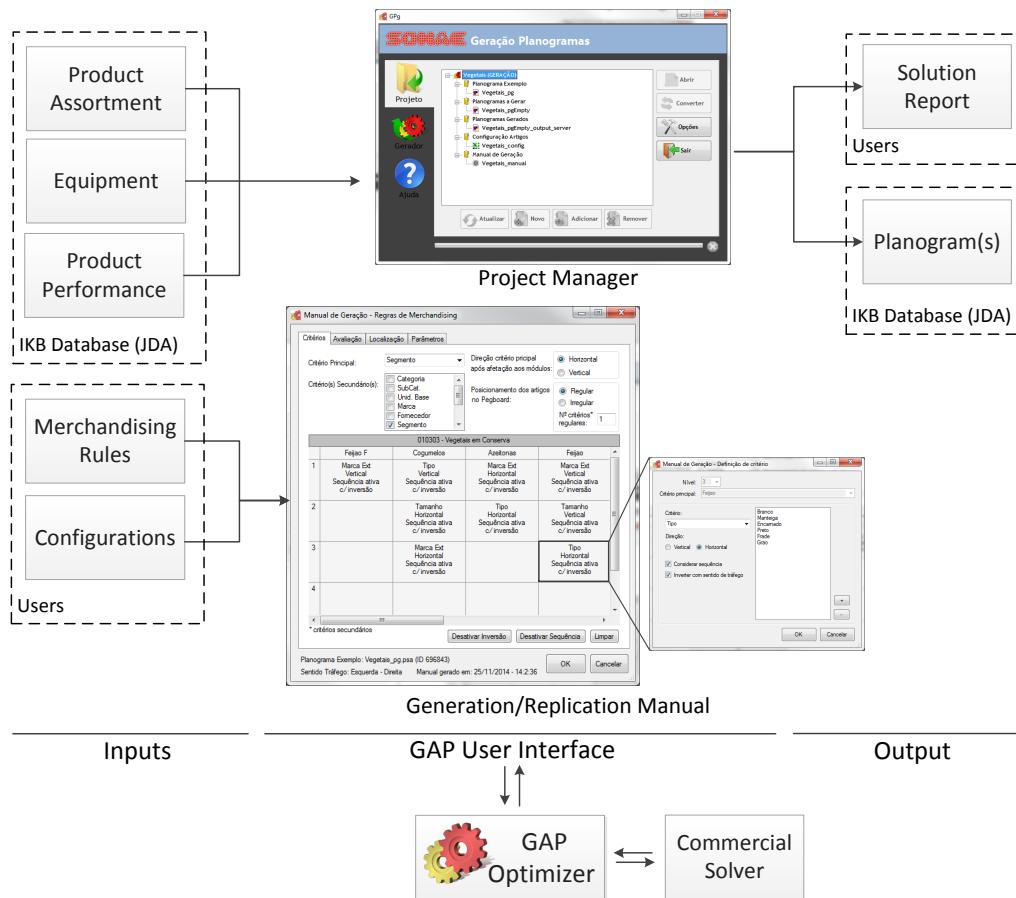 Product
Assortment
Equipment
Product
Performance
IKB Database (JDA)
Merchandising
Rules
Configurations
Users
GPg
SONAE Geração Planogramas
Projeto
Gerador
Ajuda
Vegetais (GERAÇÃO)
Planograma Exemplo
Vegetais_pg
Planogramas a Gerar
Vegetais_pgEmpty
Planogramas Gerados
Vegetais_pgEmpty_output_server
Configuração Artigos
Vegetais_config
Manual de Geração
Vegetais_manual
Abrir
Converter
Opções
Sair
Atualizar Novo Adicionar Remover
Project Manager
Solution
Report
Users
Planogram(s)
IKB Database (JDA)
Manual de Geração - Regras de Merchandising
Critérios Avaliação Localização Parâmetros
Critério Principal: Segmento
Direção critério pricipal
após afetação aos módulos:
Horizontal
Vertical
Critério(s) Secundário(s):
Categoria
SubCat.
Unid. Base
Marca
Fornecedor
Segmento
Posicionamento dos artigos
no Pegboard:
Regular
Irregular
Nº critérios*
regulares: 1
010303 - Vegetais em Conserva
Feijao F Cogumelos Azeitonas Feijao
1 Marca Ext Tipo Marca Ext Marca Ext
Vertical Vertical Horizontal Vertical
Sequência ativa Sequência ativa Sequência ativa Sequência ativa
c/ inversão c/ inversão c/ inversão c/ inversão
2 Tamanho Tipo Tamanho
Horizontal Horizontal Vertical
Sequência ativa Sequência ativa Sequência ativa
c/ inversão c/ inversão c/ inversão
3 Marca Ext Tipo
Horizontal Horizontal
Sequência ativa Sequência ativa
c/ inversão c/ inversão
4
* critérios secundários
Desativar Inversão Desativar Sequência Limpar
Planograma Exemplo: Vegetais_pg.psa (ID 696843)
Sentido Tráfego: Esquerda - Direita Manual gerado em: 25/11/2014 - 14:2:36
OK Cancelar
Manual de Geração - Definição de critério
Nível: 3
Critério principal: Feijao
Critério:
Tipo
Direção:
Vertical Horizontal
Considerar sequência
Inverter com sentido de tráfego
Branco
Manteiga
Encarnado
Preto
Frade
Grao
+
-
OK Cancelar
Generation/Replication Manual
Inputs GAP User Interface Output
GAP
Optimizer
Commercial
Solver